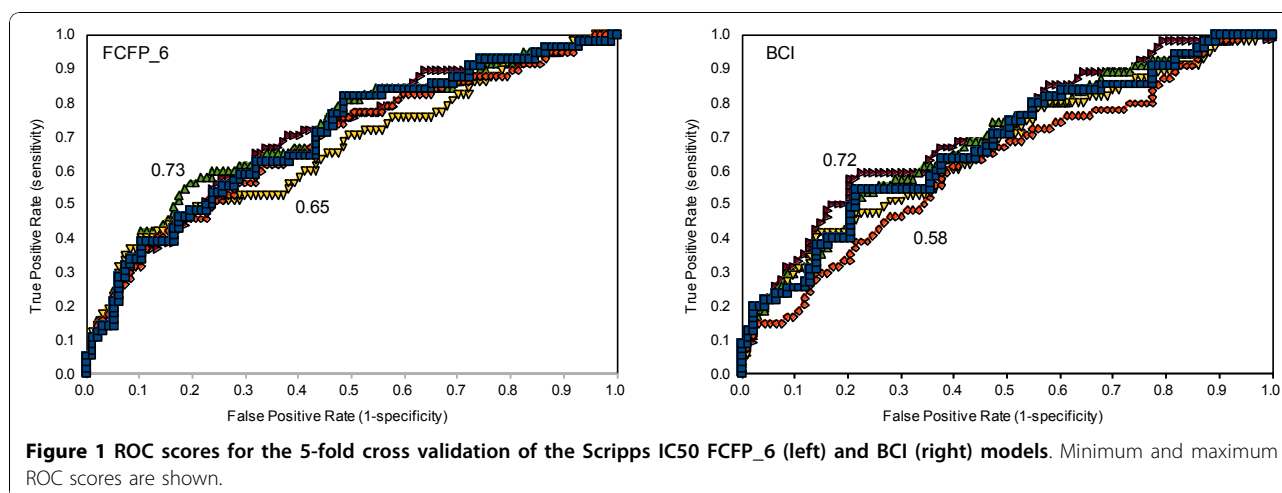 FCFP_6
True Positive Rate (sensitivity)
1.0
0.9
0.8
0.7
0.6
0.5
0.4
0.3
0.2
0.1
0.0
0.73
0.65
0.0 0.1 0.2 0.3 0.4 0.5 0.6 0.7 0.8 0.9 1.0
False Positive Rate (1-specificity)
BCI
True Positive Rate (sensitivity)
1.0
0.9
0.8
0.7
0.6
0.5
0.4
0.3
0.2
0.1
0.0
0.72
0.58
0.0 0.1 0.2 0.3 0.4 0.5 0.6 0.7 0.8 0.9 1.0
False Positive Rate (1-specificity)
Figure 1 ROC scores for the 5-fold cross validation of the Scripps IC50 FCFP_6 (left) and BCI (right) models. Minimum and maximum
ROC scores are shown.